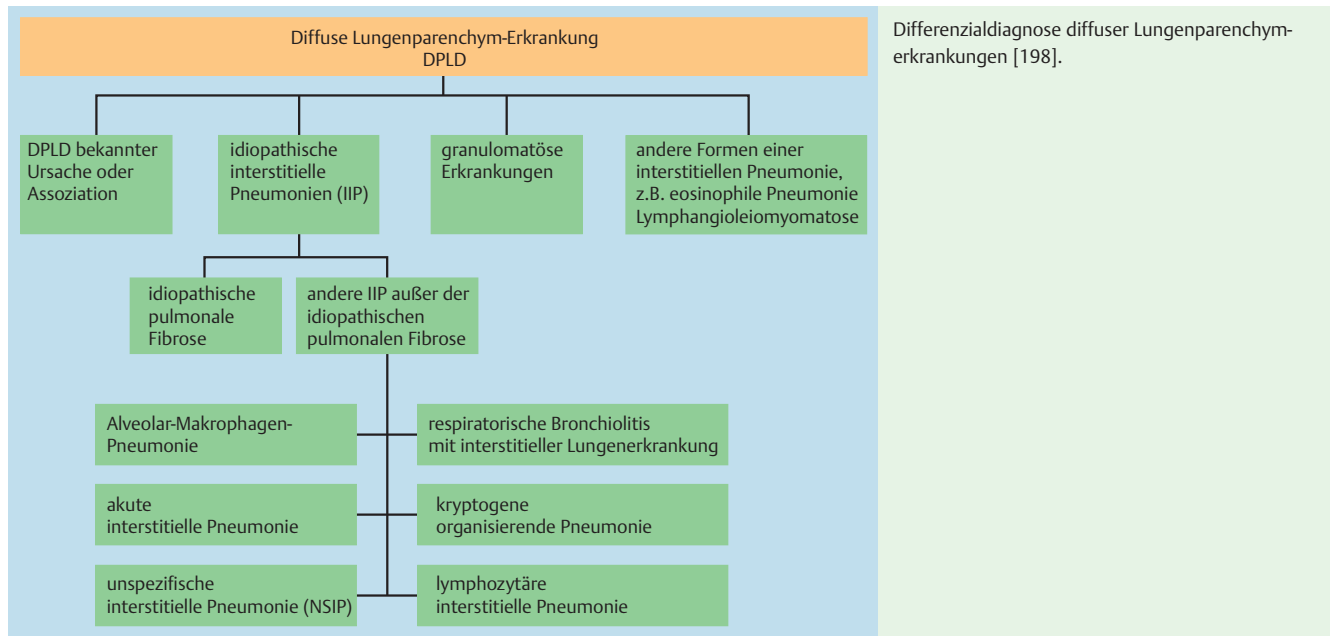 Diffuse Lungenparenchym-Erkrankung
DPLD
Differenzialdiagnose diffuser Lungenparenchym-
erkrankungen [198].
DPLD bekannter
Ursache oder
Assoziation
idiopathische
interstitielle
Pneumonien (IIP)
granulomatöse
Erkrankungen
andere Formen einer
interstitiellen Pneumonie,
z.B. eosinophile Pneumonie
Lymphangioleiomyomatose
idiopathische
pulmonale
Fibrose
andere IIP außer der
idiopathischen
pulmonalen Fibrose
Alveolar-Makrophagen-
Pneumonie
respiratorische Bronchiolitis
mit interstitieller Lungenerkrankung
akute
interstitielle Pneumonie
kryptogene
organisierende Pneumonie
unspezifische
interstitielle Pneumonie (NSIP)
lymphozytäre
interstitielle Pneumonie